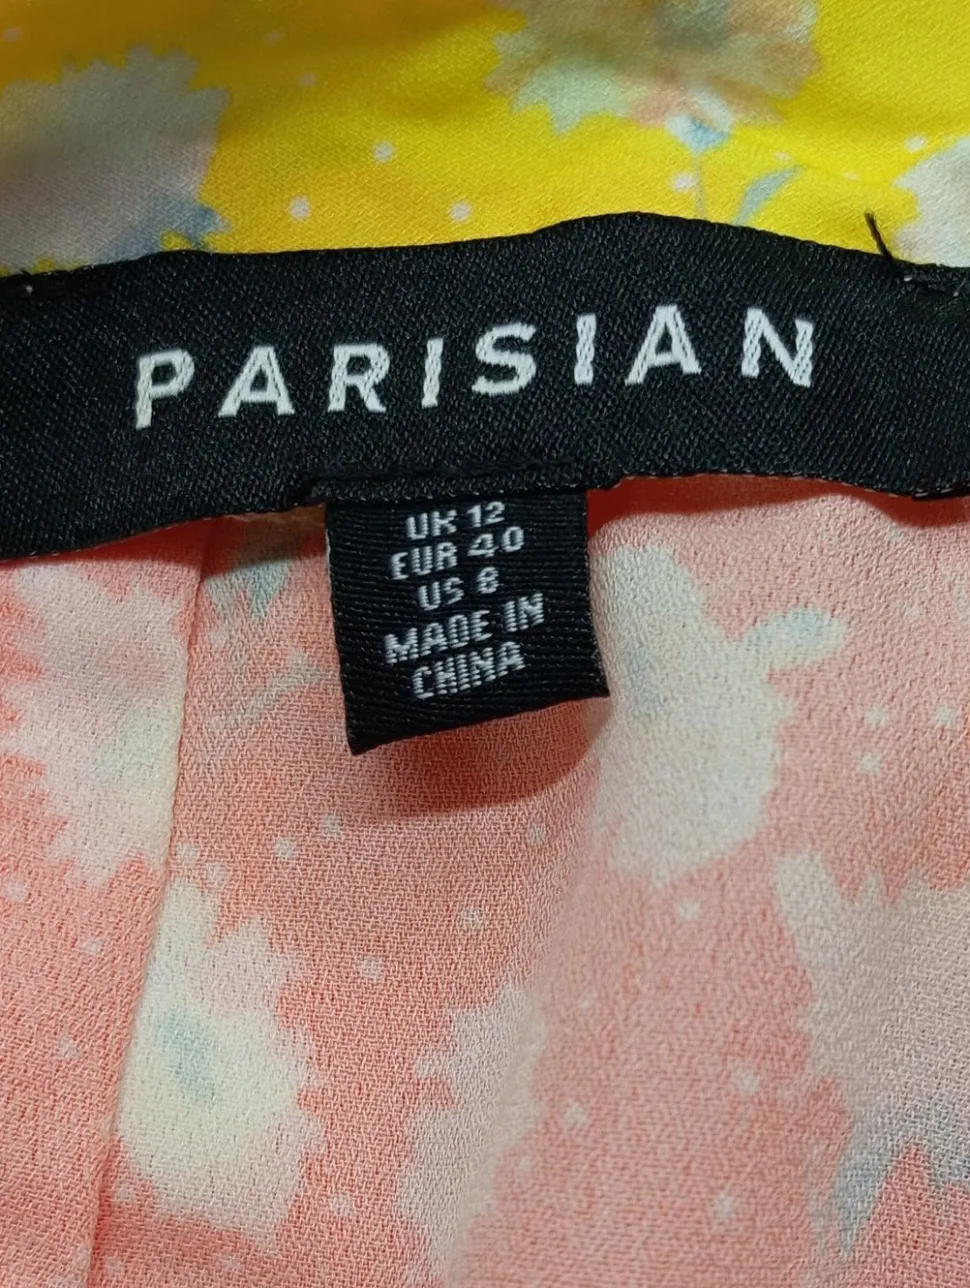 PARISIAN
UK 12
EUR 40
US 8
MADE IN
CHINA